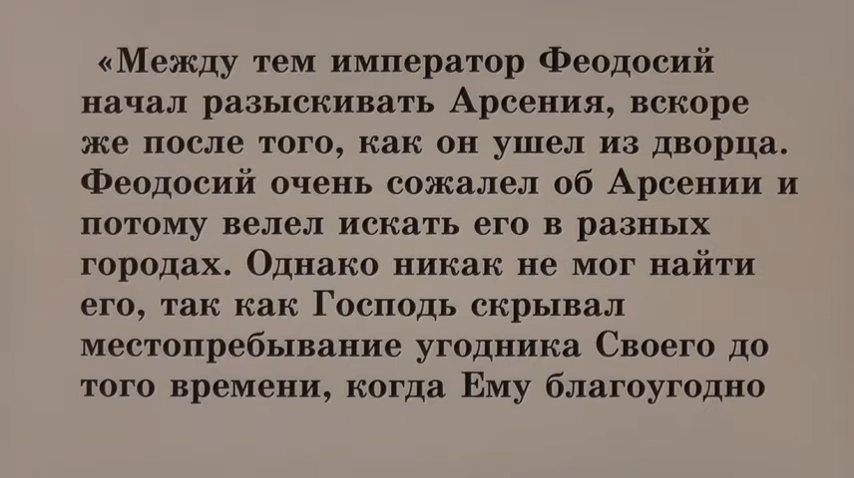 «Между тем император Феодосий
начал разыскивать Арсения, вскоре
же после того, как он ушел из дворца.
Феодосий очень сожалел об Арсении и
потому велел искать его в разных
городах. Однако никак не мог найти
его, так как Господь скрывал
местопребывание угодника Своего до
того времени, когда Ему благоугодно